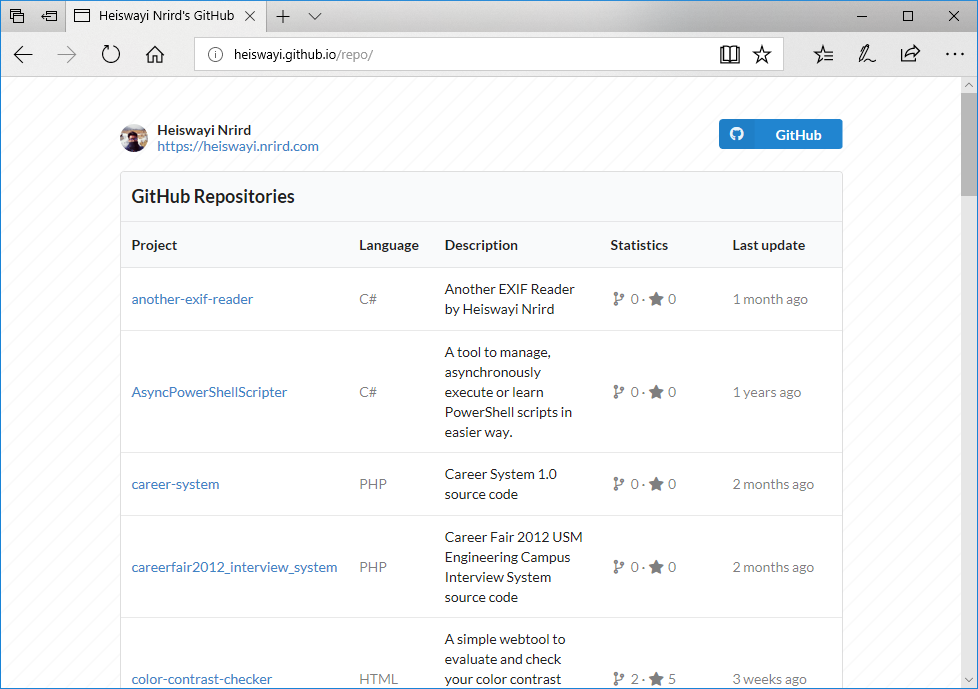 Heiswayi Nrird's GitHub
heiswayi.github.io/repo/
Heiswayi Nrird
https://heiswayi.nrird.com
GitHub
GitHub Repositories
Project Language Description Statistics Last update
another-exif-reader C# Another EXIF Reader 0 · 0 1 month ago
by Heiswayi Nrird
A tool to manage,
asynchronously
AsyncPowerShellScripter C# execute or learn 0 · 0 1 years ago
PowerShell scripts in
easier way.
career-system PHP Career System 1.0 0 · 0 2 months ago
source code
Career Fair 2012 USM
Engineering Campus
careerfair2012_interview_system PHP Interview System 0 · 0 2 months ago
source code
A simple webtool to
evaluate and check
color-contrast-checker HTML your color contrast 2 · 5 3 weeks ago